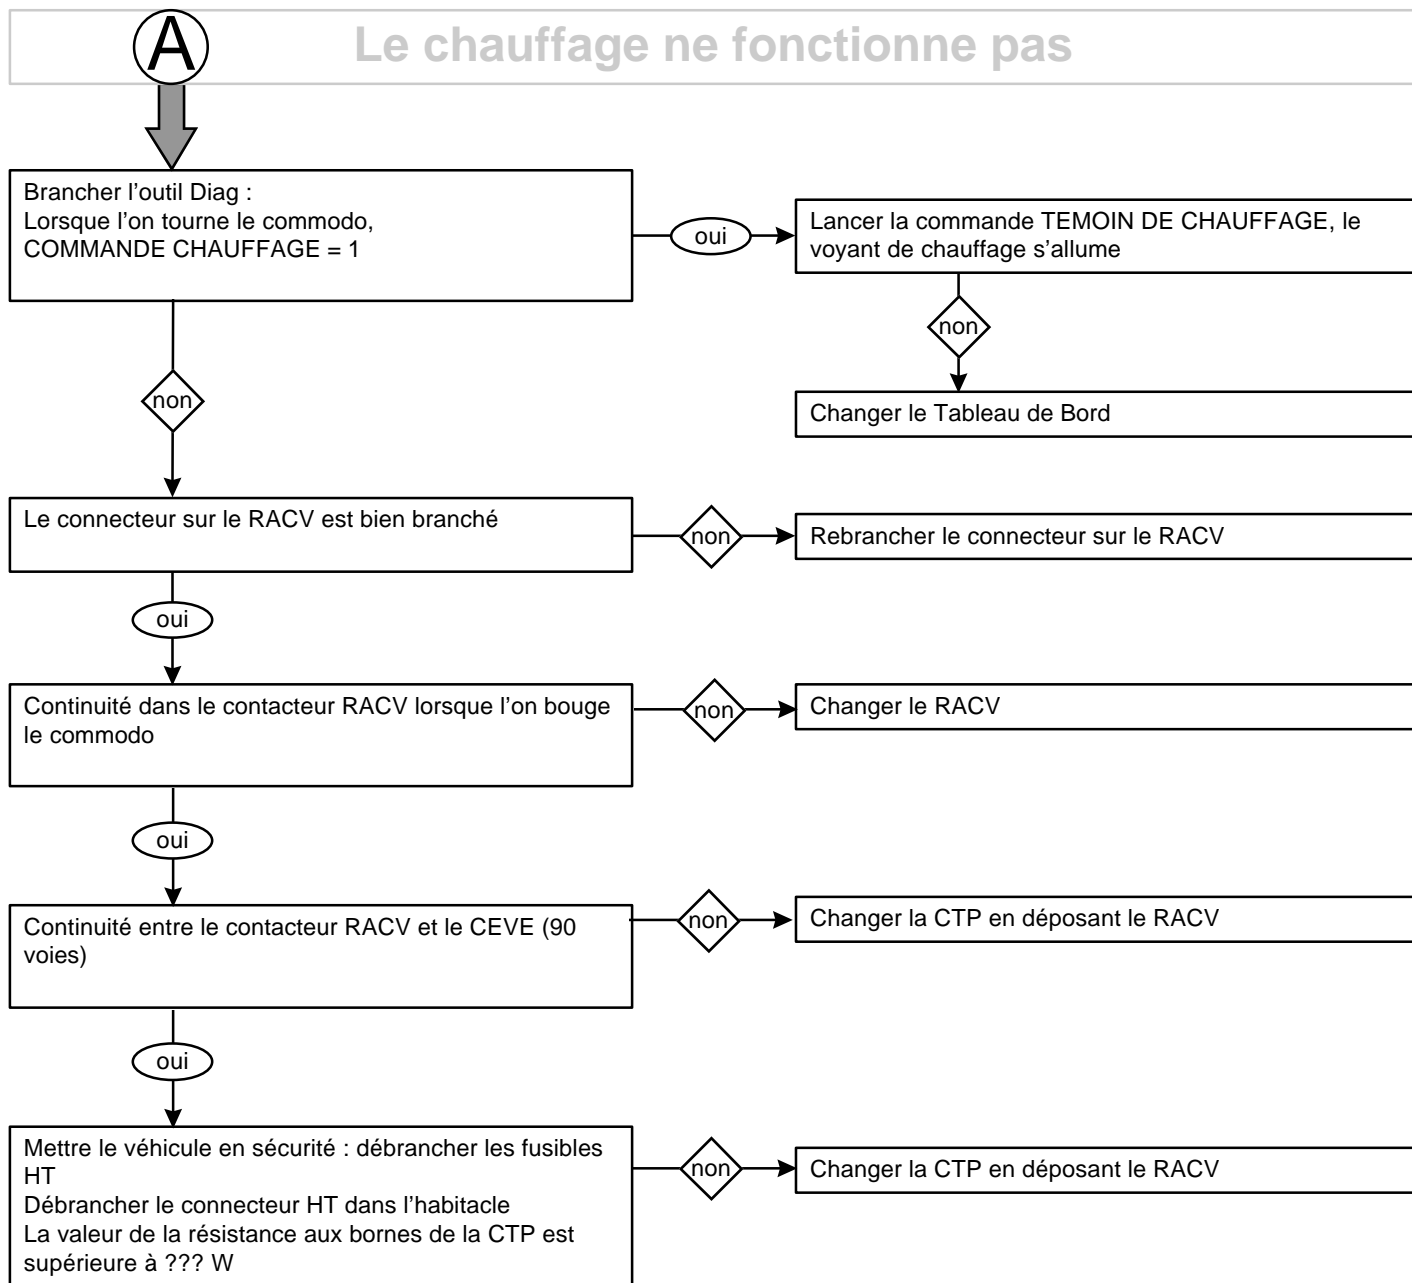 A
Le chauffage ne fonctionne pas
Brancher l'outil Diag :
Lorsque l'on tourne le commodo,
COMMANDE CHAUFFAGE = 1
oui
Lancer la commande TEMOIN DE CHAUFFAGE, le
voyant de chauffage s'allume
non
Changer le Tableau de Bord
non
Le connecteur sur le RACV est bien branché
non
Rebrancher le connecteur sur le RACV
oui
Continuité dans le contacteur RACV lorsque l'on bouge
le commodo
non
Changer le RACV
oui
Continuité entre le contacteur RACV et le CEVE (90
voies)
non
Changer la CTP en déposant le RACV
oui
Mettre le véhicule en sécurité : débrancher les fusibles
HT
Débrancher le connecteur HT dans l'habitacle
La valeur de la résistance aux bornes de la CTP est
supérieure à ??? W
non
Changer la CTP en déposant le RACV